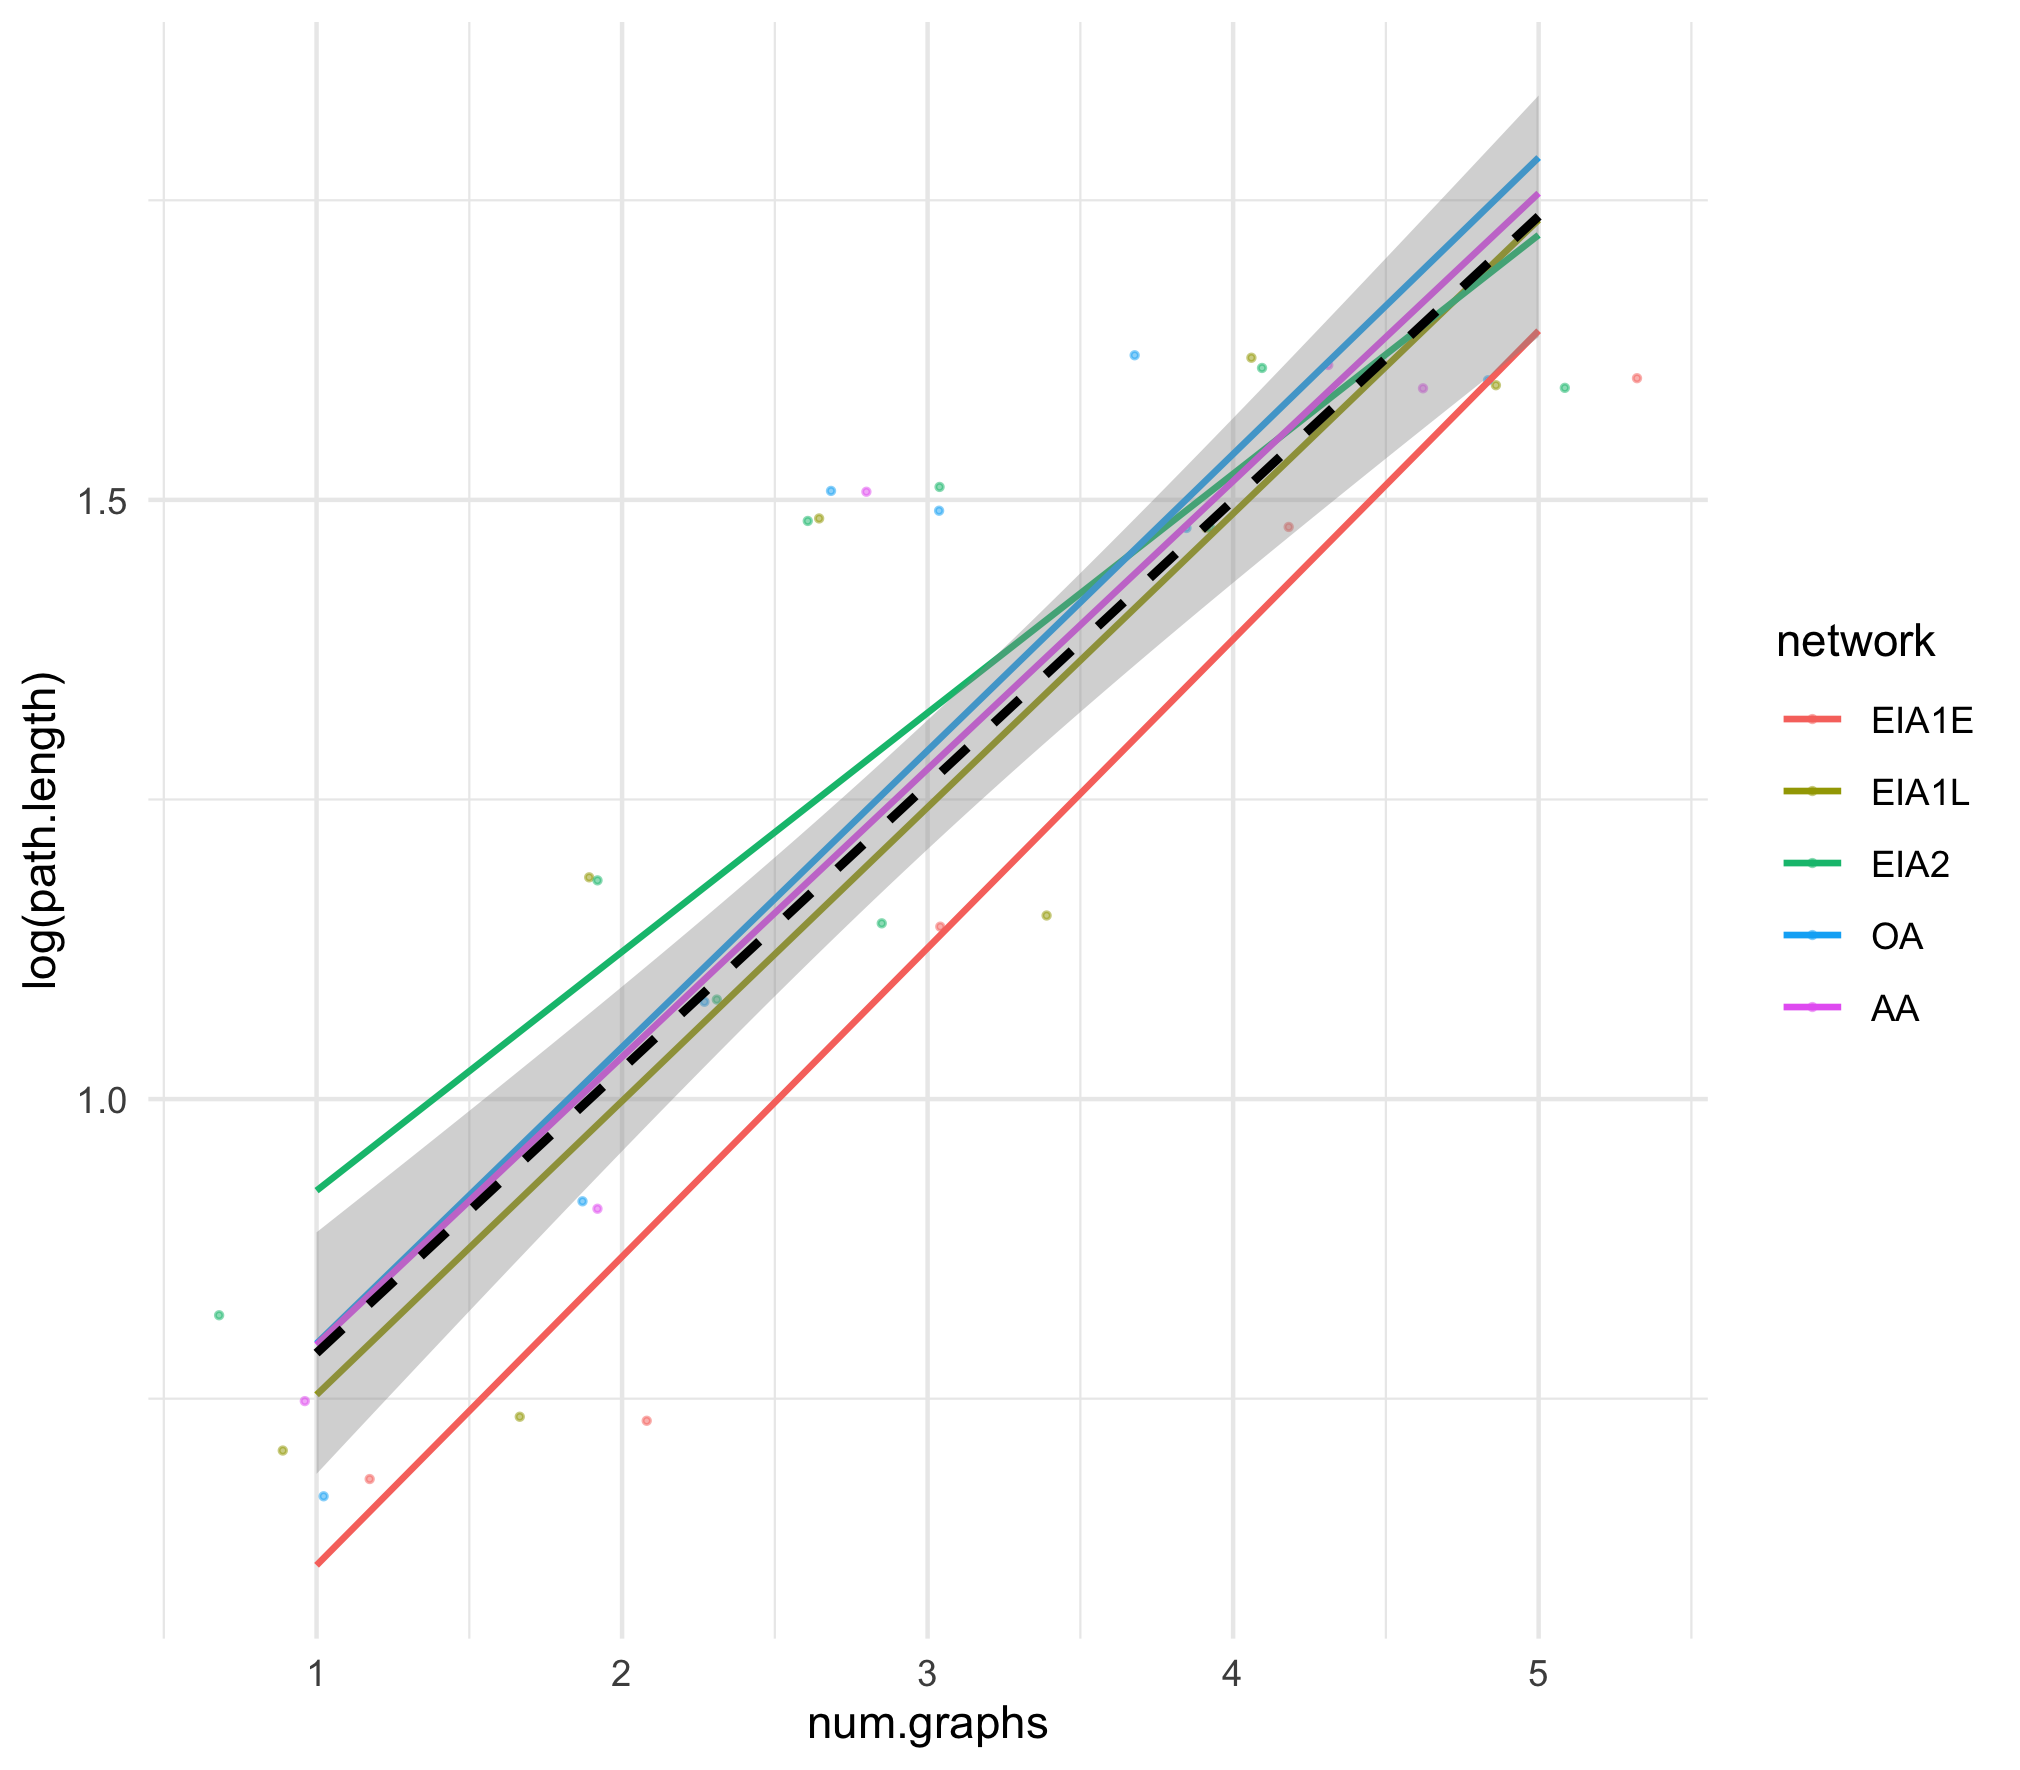 log(path.length)
1.5
1.0
1
2
3
4
5
num.graphs
network
EIA1E
EIA1L
EIA2
OA
AA